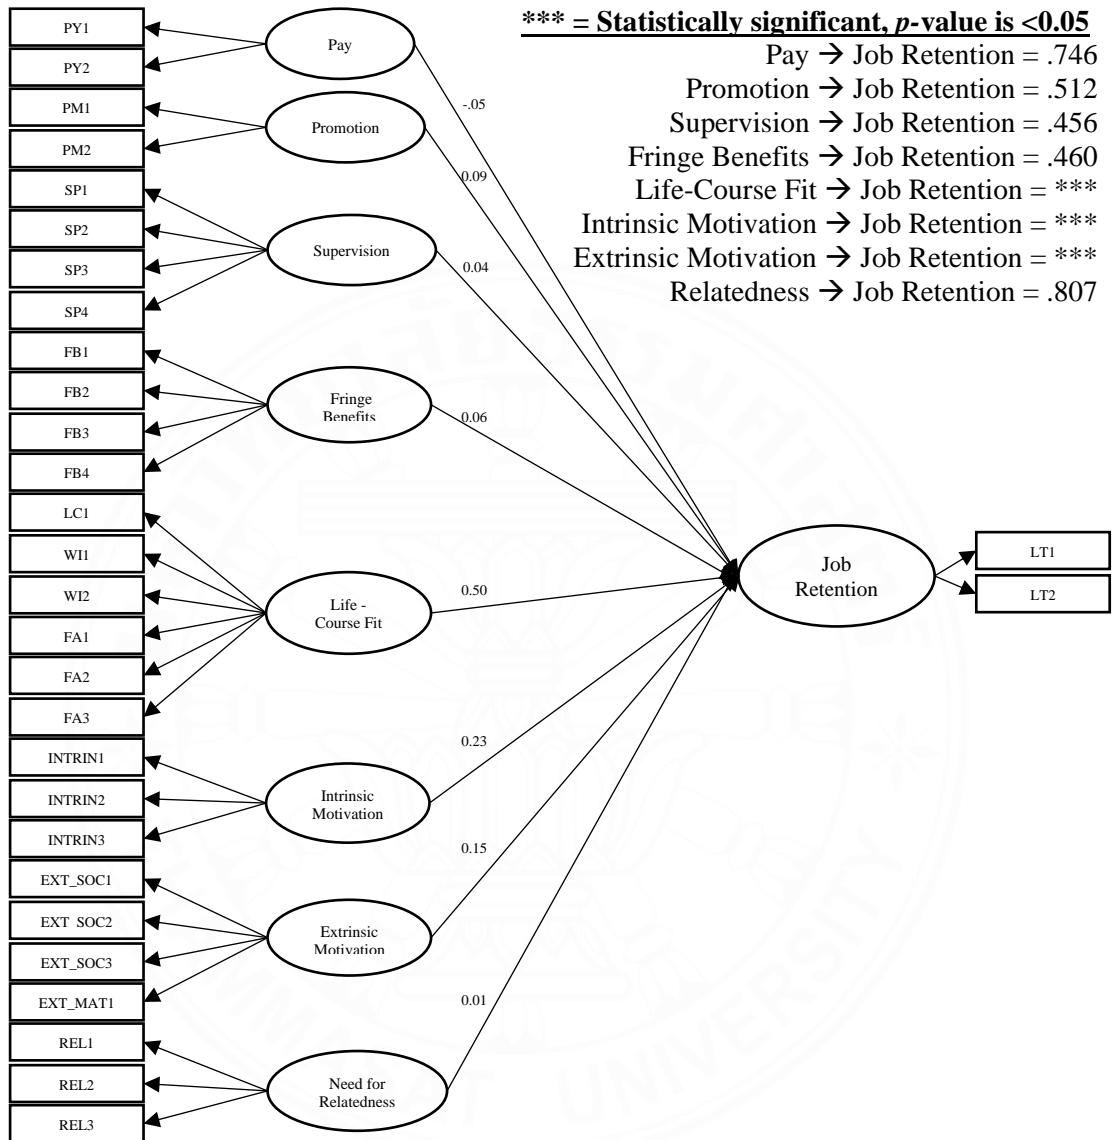 *** = Statistically significant, p-value is <0.05
Pay → Job Retention = .746
Promotion → Job Retention = .512
Supervision → Job Retention = .456
Fringe Benefits → Job Retention = .460
Life-Course Fit → Job Retention = ***
Intrinsic Motivation → Job Retention = ***
Extrinsic Motivation → Job Retention = ***
Relatedness → Job Retention = .807
PY1
PY2
PM1
PM2
SP1
SP2
SP3
SP4
FB1
FB2
FB3
FB4
LC1
WI1
WI2
FA1
FA2
FA3
INTRIN1
INTRIN2
INTRIN3
EXT_SOC1
EXT SOC2
EXT_SOC3
EXT_MAT1
REL1
REL2
REL3
Pay
Promotion
Supervision
Fringe
Benefits
Life -
Course Fit
Intrinsic
Motivation
Extrinsic
Motivation
Need for
Relatedness
-.05
0.09
0.04
0.06
0.50
0.23
0.15
0.01
Job
Retention
LT1
LT2
UNIVERSITY